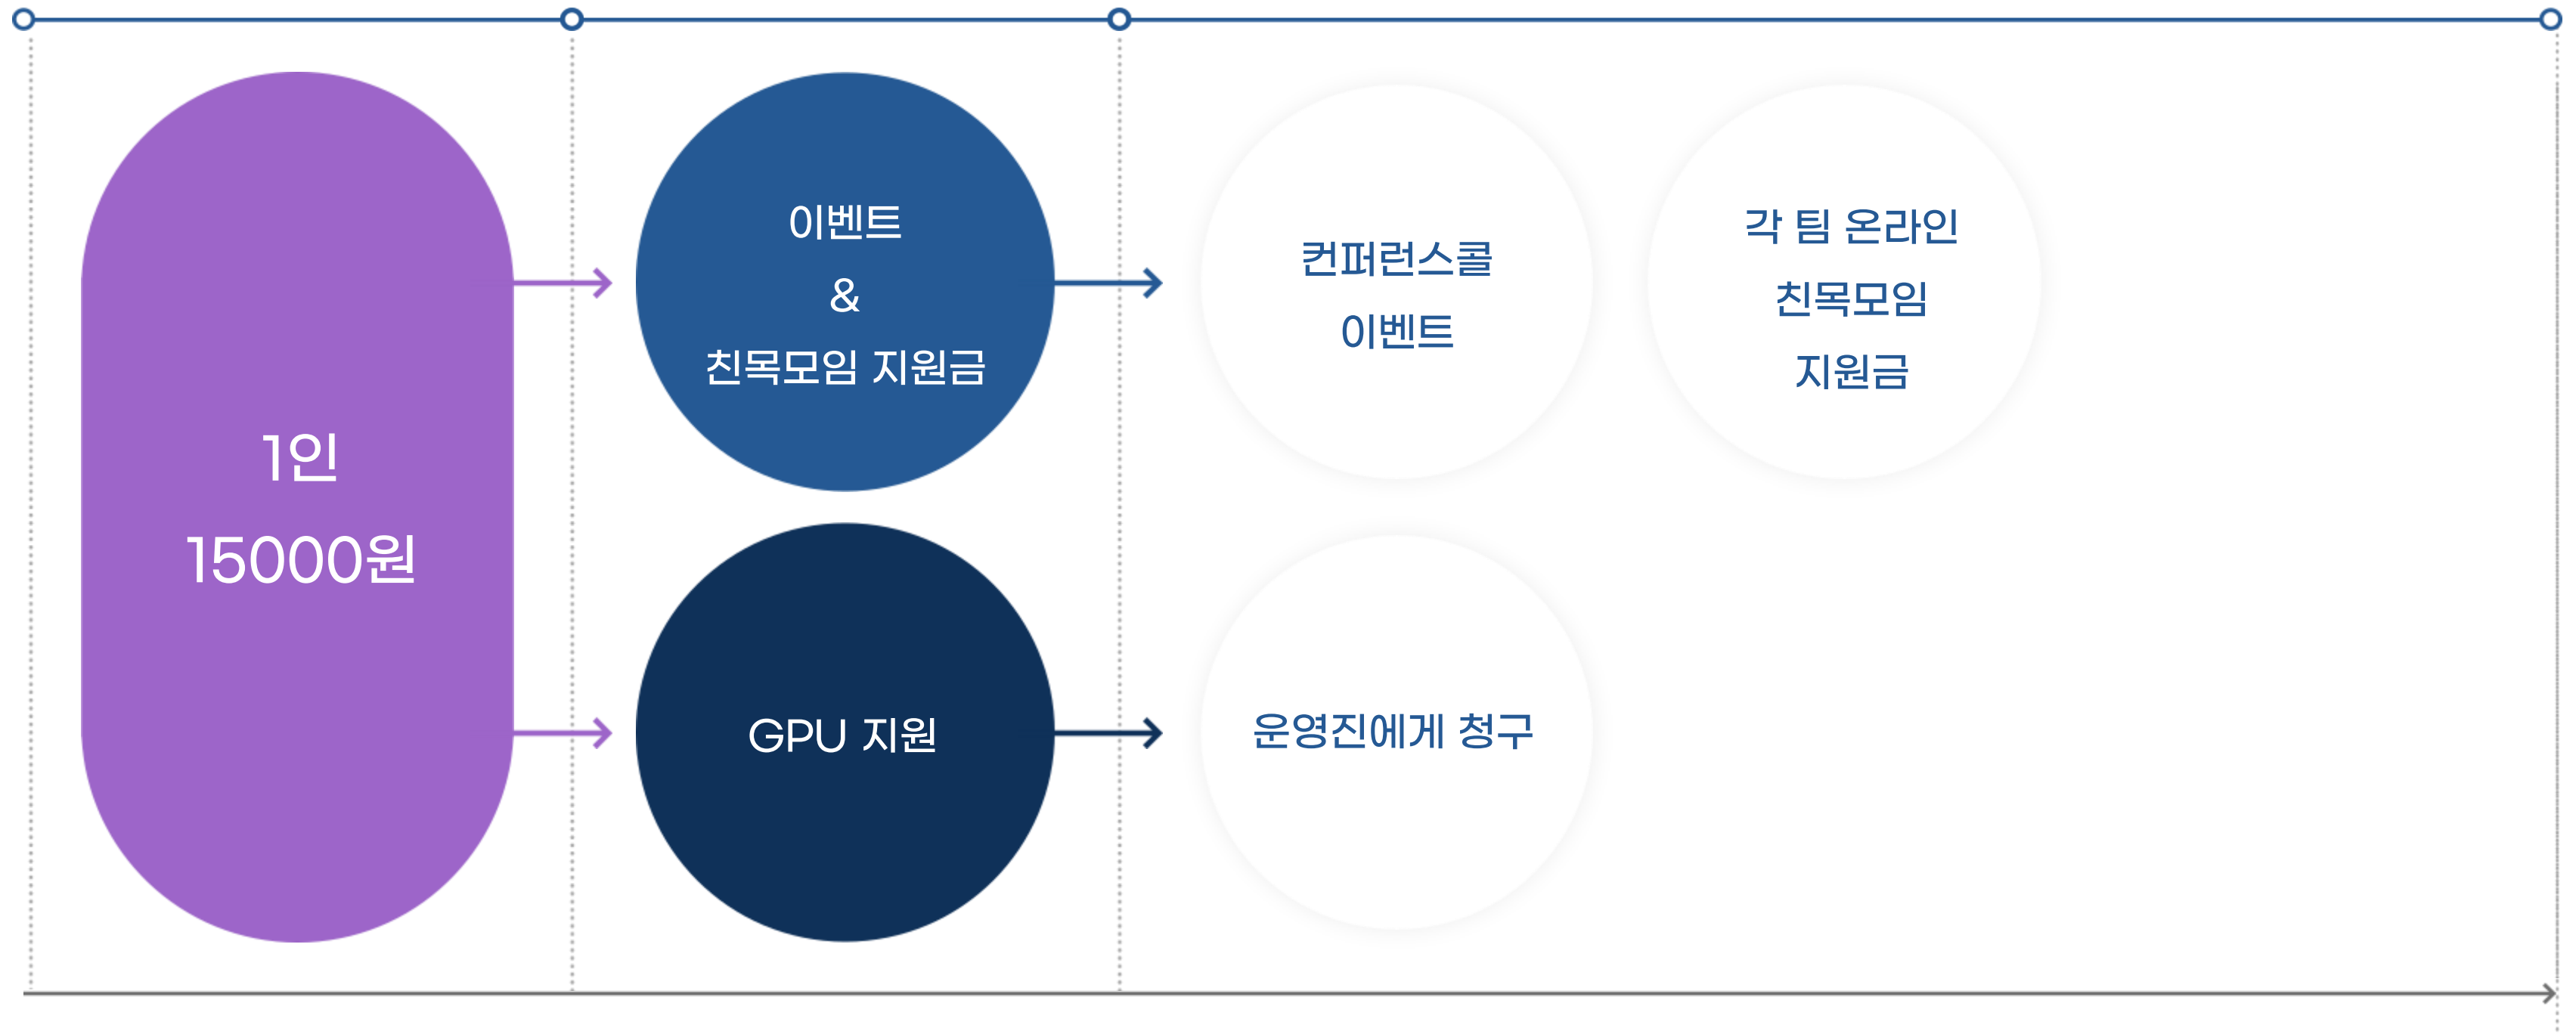 1인
15000원
이벤트
&
친목모임 지원금
컨퍼런스콜
이벤트
각 팀 온라인
친목모임
지원금
GPU 지원
운영진에게 청구